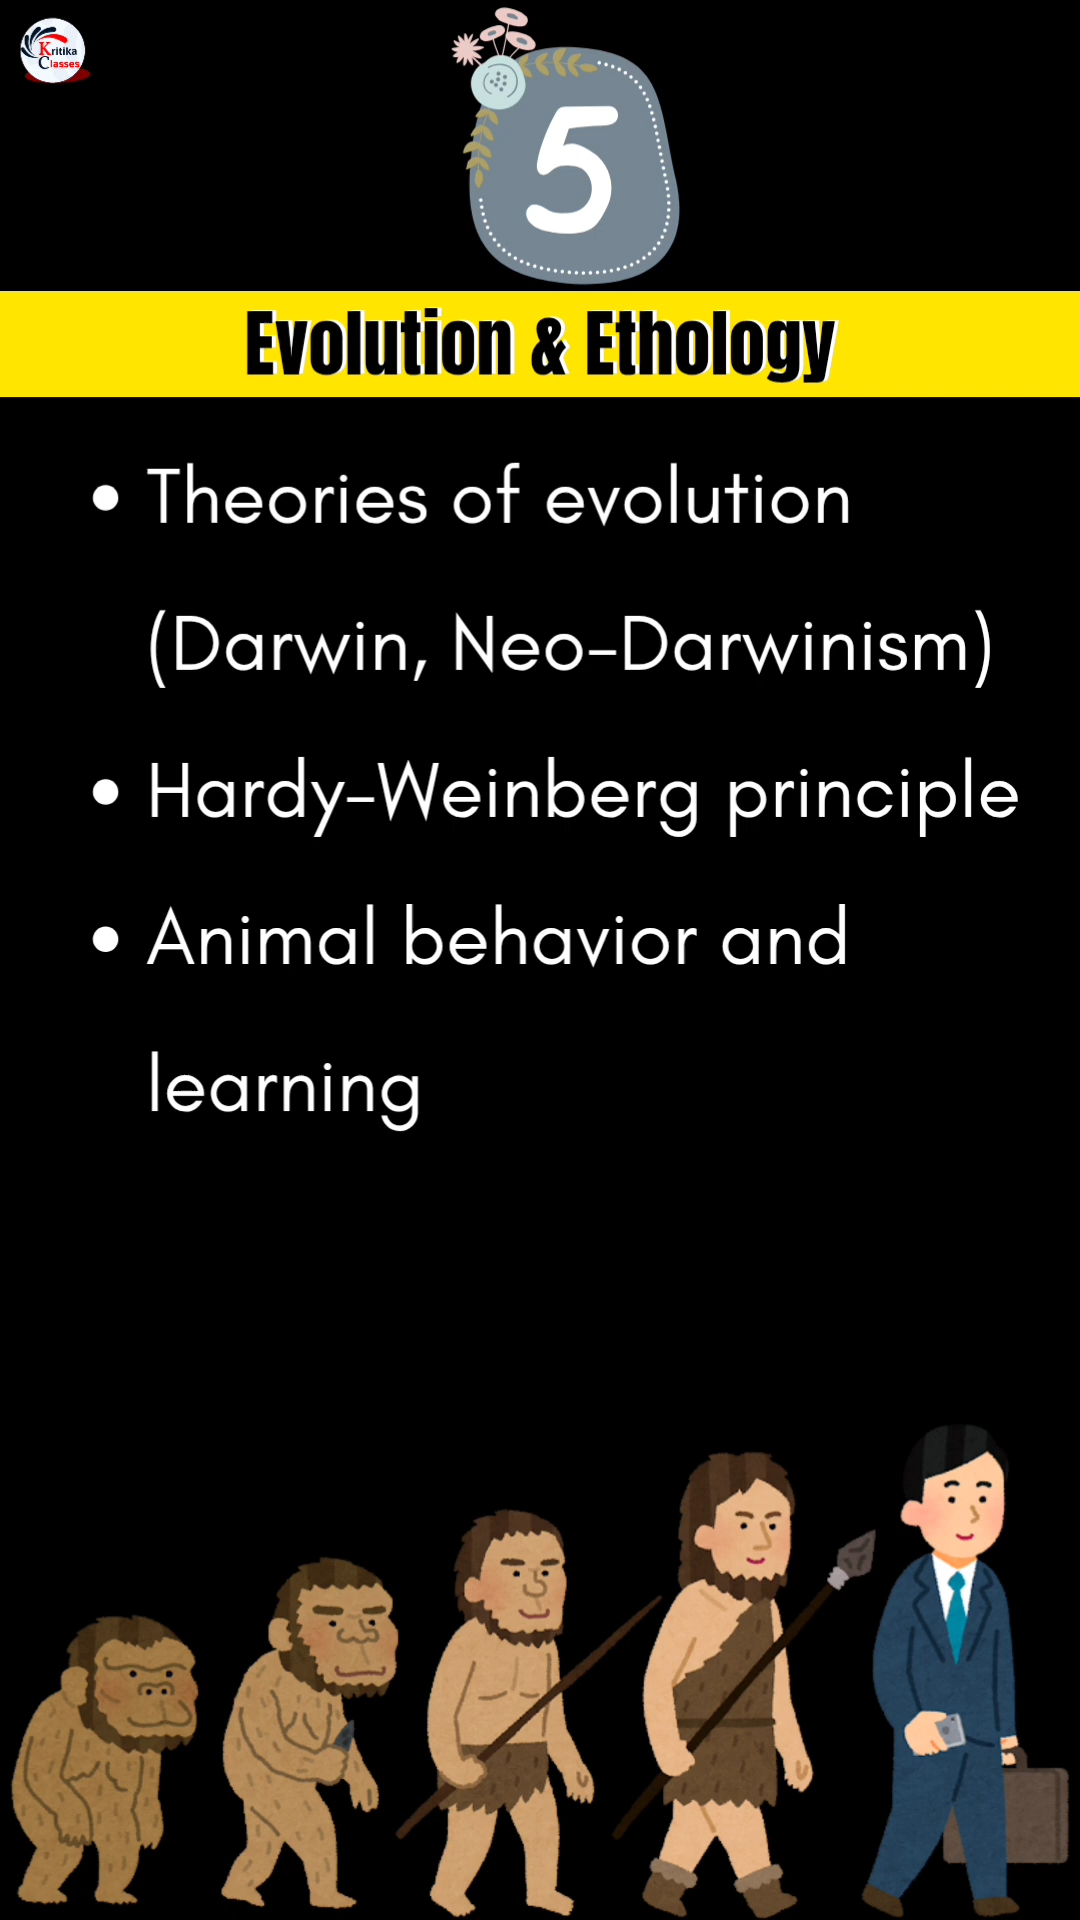 Kritika
Classes
5
Evolution & Ethology
• Theories of evolution
(Darwin, Neo-Darwinism)
• Hardy-Weinberg principle
• Animal behavior and
learning